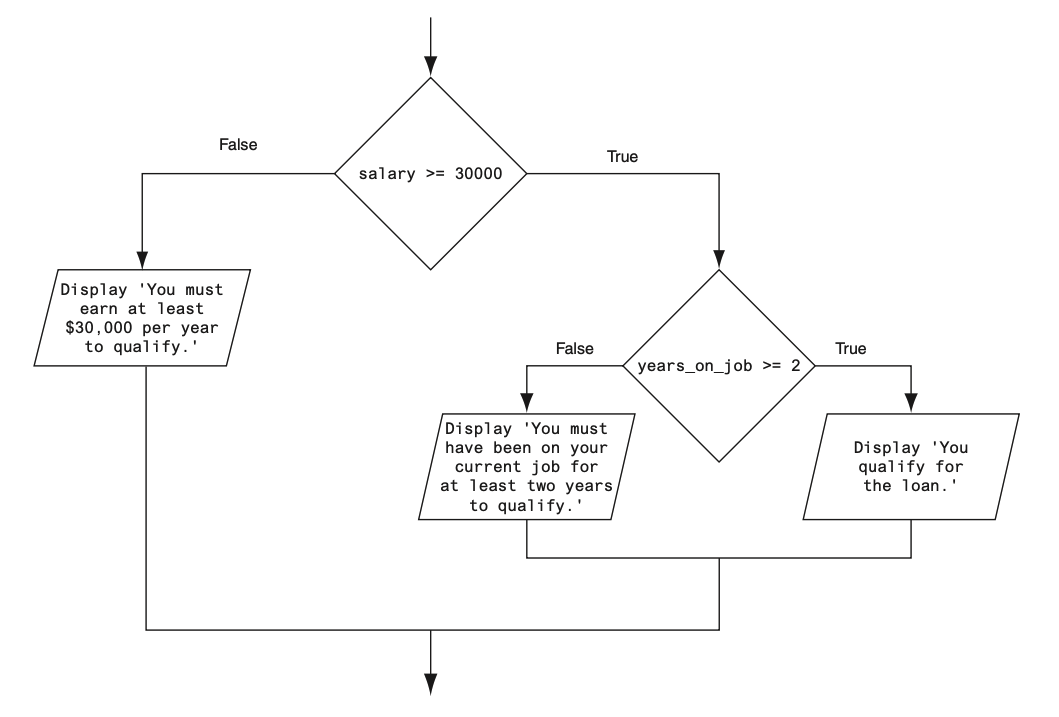 False
True
salary >= 30000
Display 'You must
earn at least
$30,000 per year
to qualify.'
False
True
years_on_job >= 2
Display 'You must
have been on your
current job for
at least two years
to qualify.'
Display 'You
qualify for
the loan.'